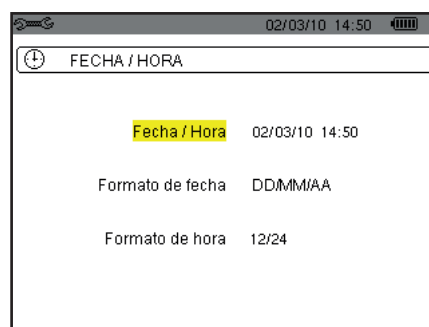 02/03/10 14:50
FECHA / HORA
Fecha / Hora 02/03/10 14:50
Formato de fecha DD/MM/AA
Formato de hora 12/24